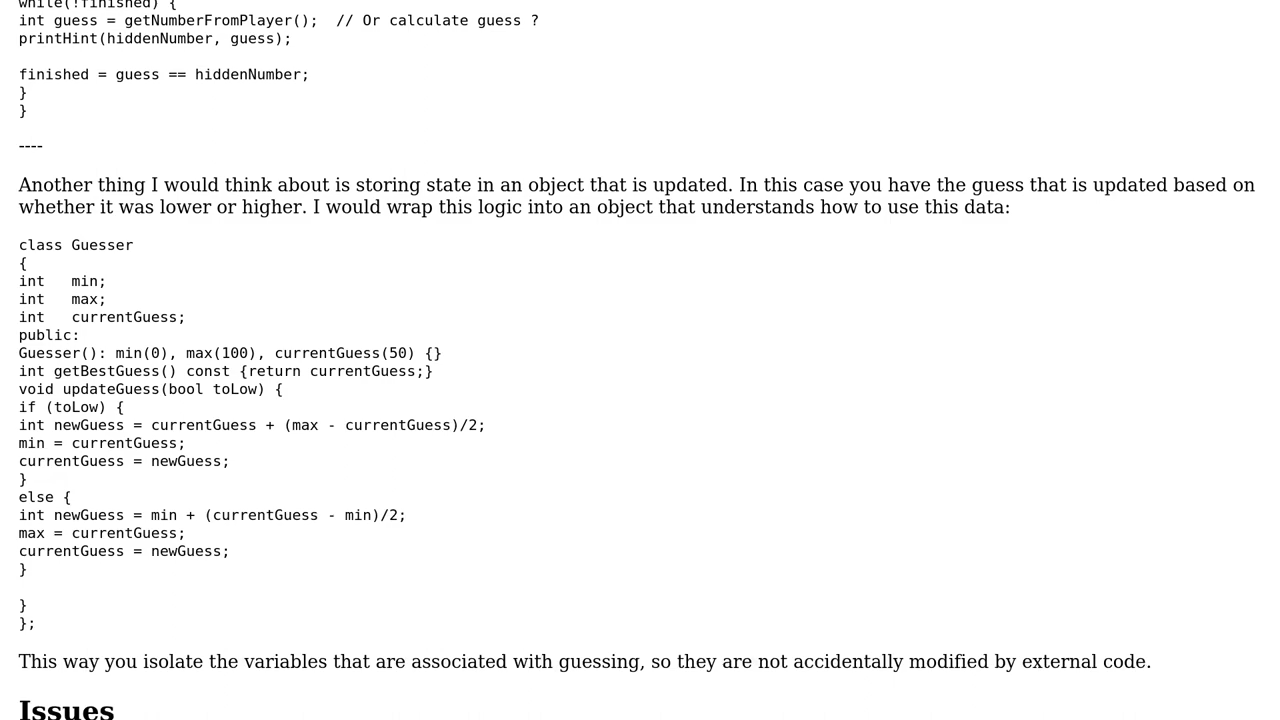 while(!finished) {
int guess = getNumberFromPlayer();  // Or calculate guess ?
printHint(hiddenNumber, guess);

finished = guess == hiddenNumber;
}
}

----

Another thing I would think about is storing state in an object that is updated. In this case you have the guess that is updated based on
whether it was lower or higher. I would wrap this logic into an object that understands how to use this data:

class Guesser
{
int   min;
int   max;
int   currentGuess;
public:
Guesser(): min(0), max(100), currentGuess(50) {}
int getBestGuess() const {return currentGuess;}
void updateGuess(bool toLow) {
if (toLow) {
int newGuess = currentGuess + (max - currentGuess)/2;
min = currentGuess;
currentGuess = newGuess;
}
else {
int newGuess = min + (currentGuess - min)/2;
max = currentGuess;
currentGuess = newGuess;
}

}
};

This way you isolate the variables that are associated with guessing, so they are not accidentally modified by external code.

Issues